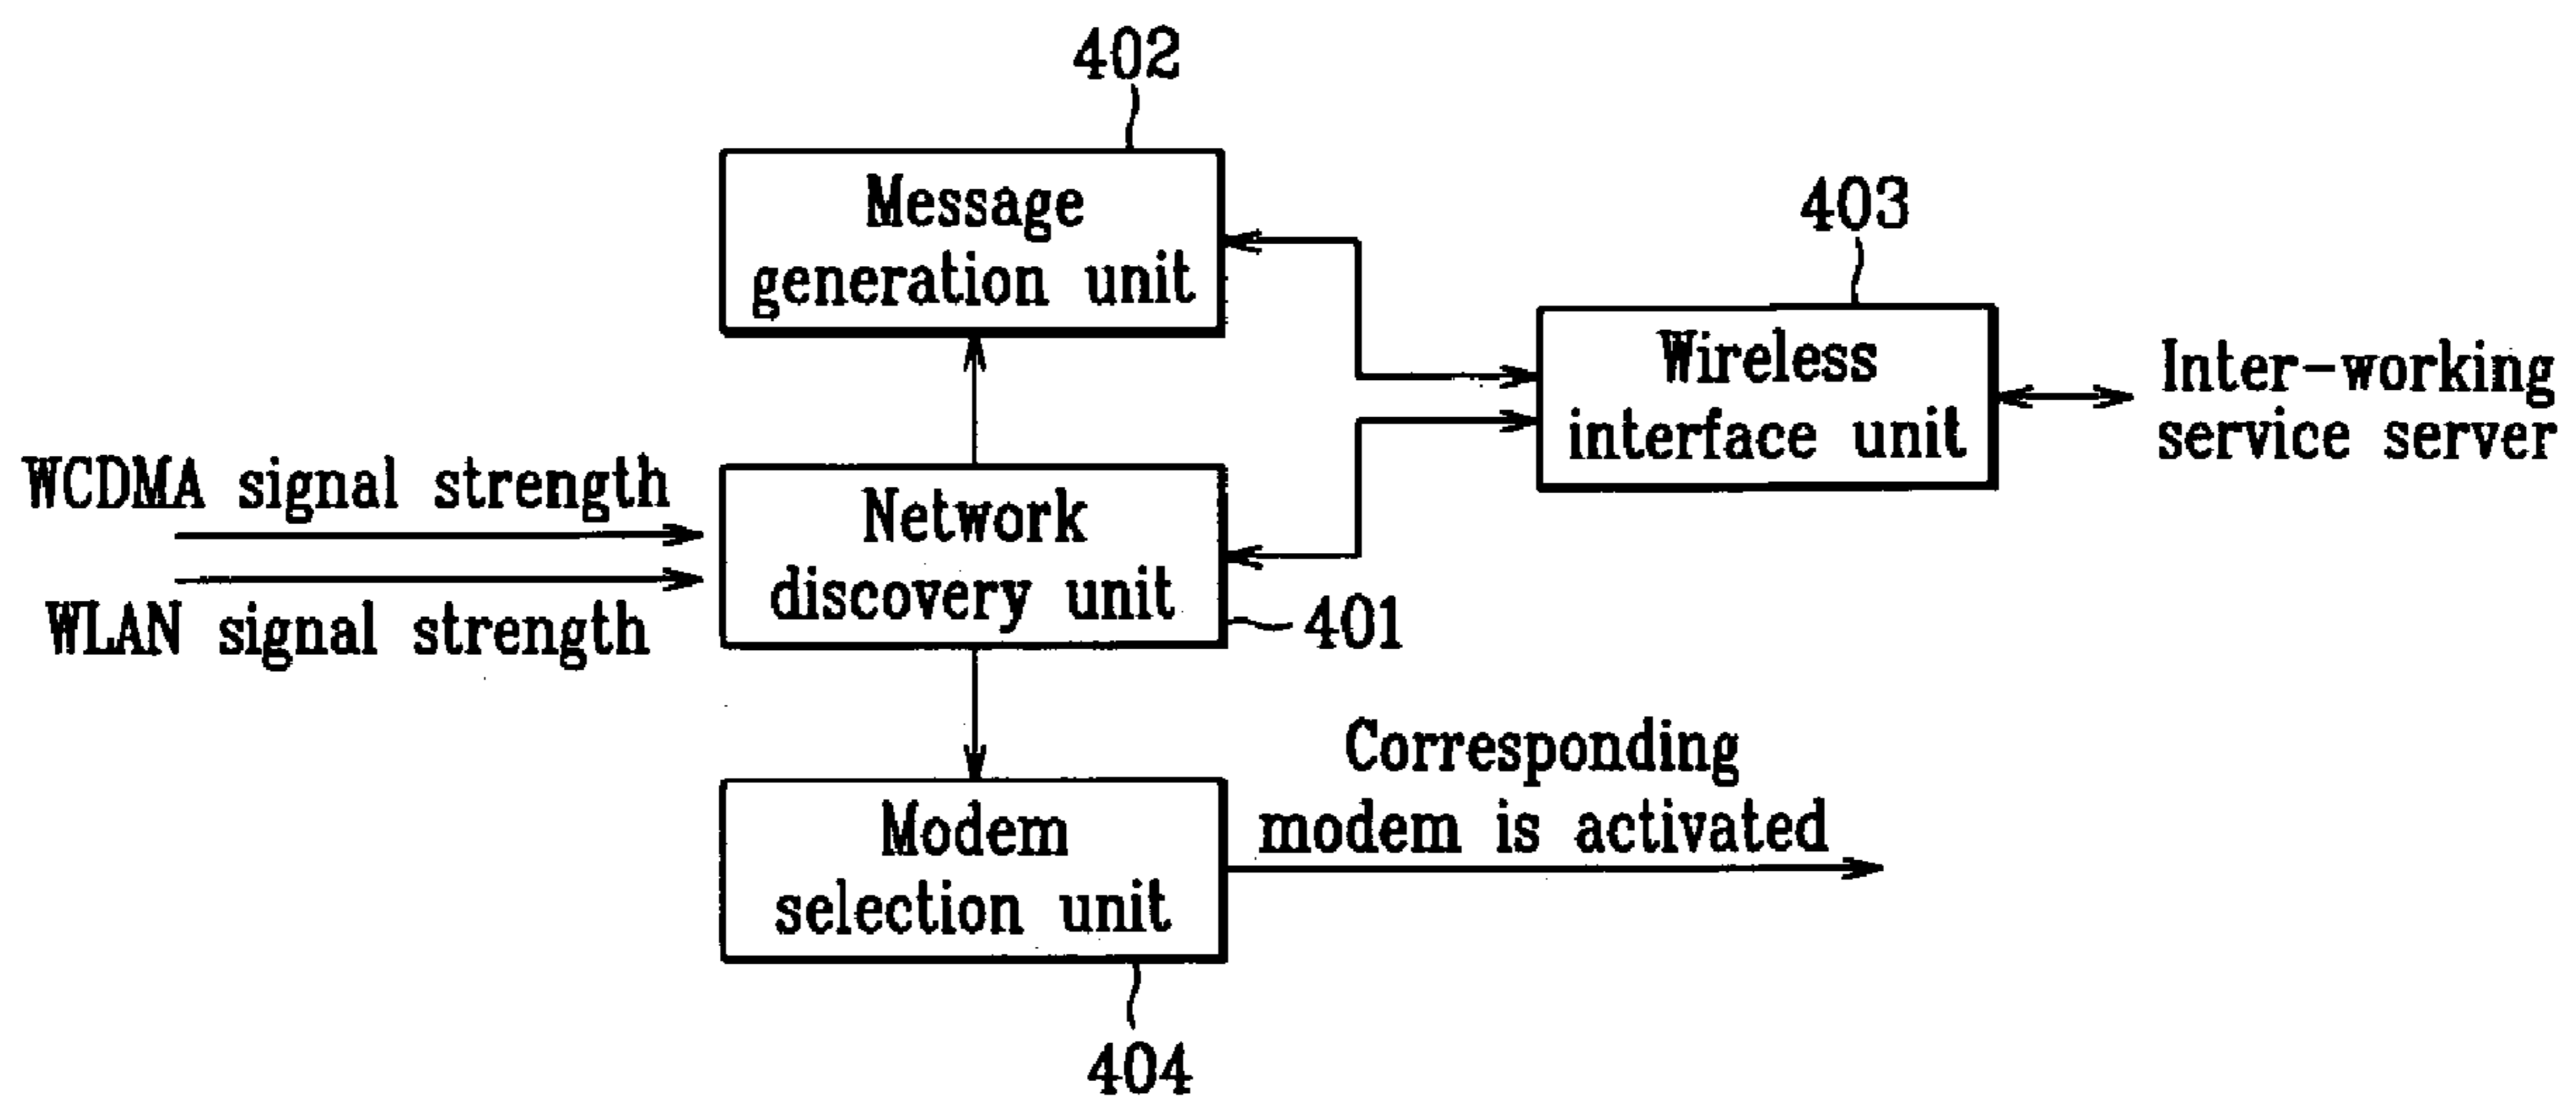 402
Message
generation unit
403
Wireless
interface unit
Inter-working
service server
WCDMA signal strength
WLAN signal strength
Network
discovery unit
401
Corresponding
modem is activated
Modem
selection unit
404